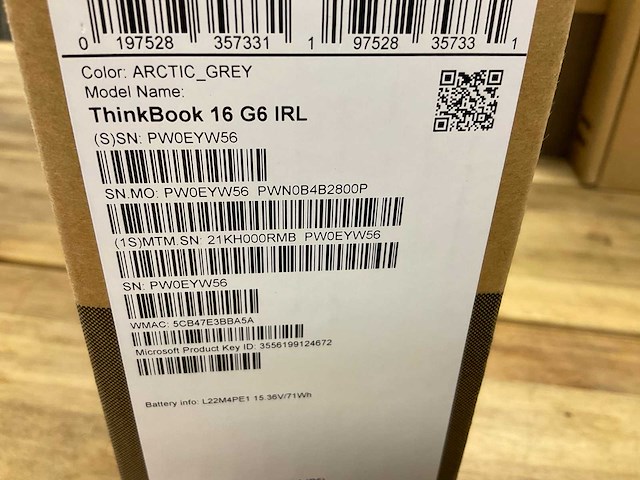 0 197528 357331 1 97528 35733 1
Color: ARCTIC_GREY
Model Name:
ThinkBook 16 G6 IRL
(S)SN: PW0EYW56
SN.MO: PW0EYW56 PWN0B4B2800P
(1S)MTM.SN: 21KH000RMB PW0EYW56
SN: PW0EYW56
WMAC: 5CB47E3BBA5A
Microsoft Product Key ID: 3556199124672
Battery info: L22M4PE1 15.36V/71Wh